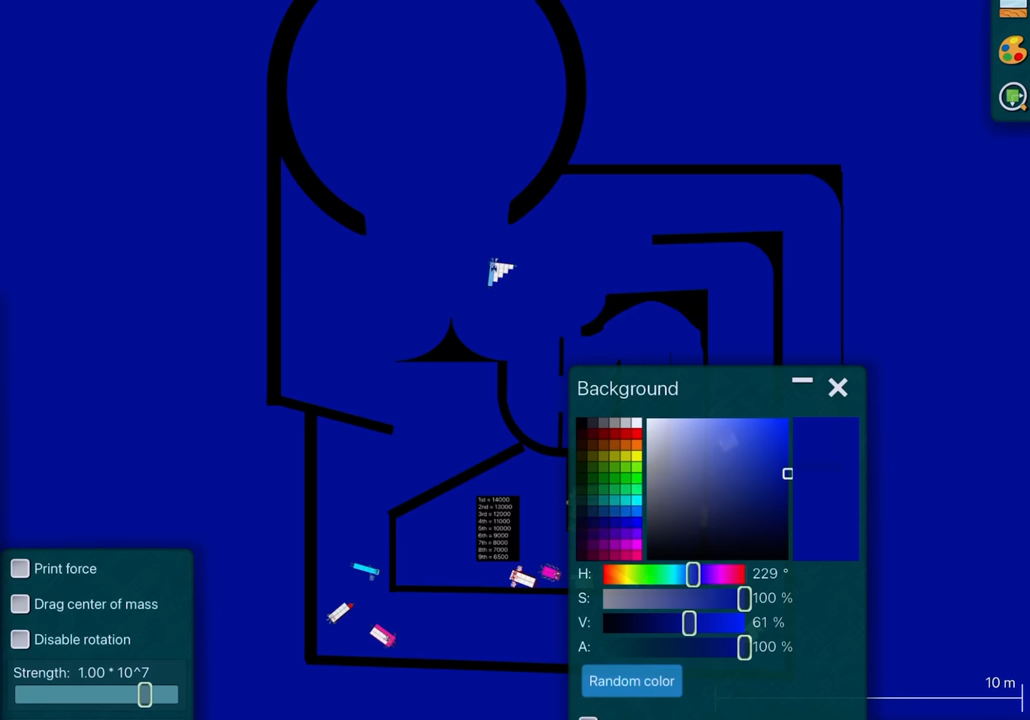 Background
1st = 14000
2nd = 13000
3rd = 12000
4th = 11000
5th = 10000
6th = 9000
7th = 8000
8th = 7000
9th = 6500
H: 229 °
S: 100 %
V: 61 %
A: 100 %
Random color
Print force
Drag center of mass
Disable rotation
Strength: 1.00 * 10^7
10 m